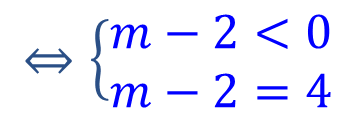 ⇔ { m − 2 < 0
m − 2 = 4